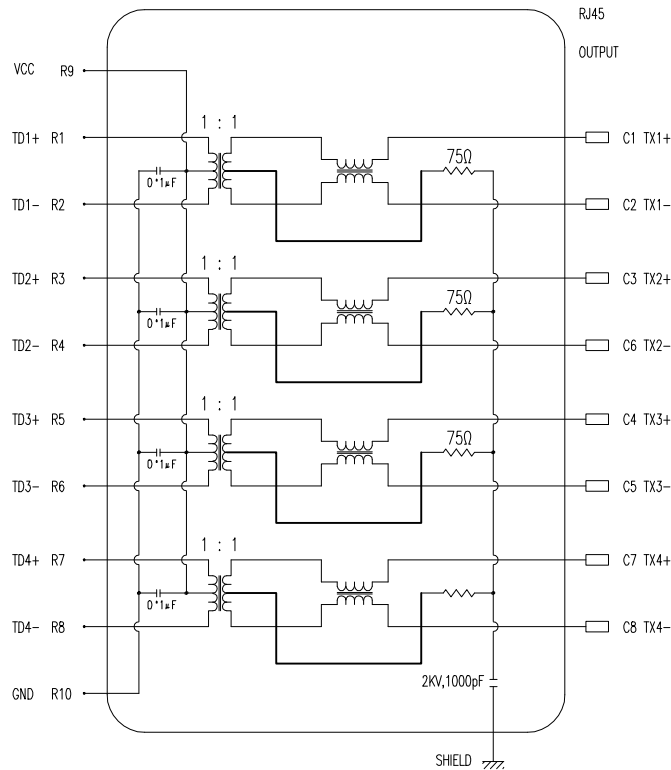 RJ45
OUTPUT
VCC R9
1 : 1
TD1+ R1
C1 TX1+
75Ω
0*1μF
TD1- R2
C2 TX1-
1 : 1
TD2+ R3
C3 TX2+
75Ω
0*1μF
TD2- R4
C6 TX2-
1 : 1
TD3+ R5
C4 TX3+
75Ω
0*1μF
TD3- R6
C5 TX3-
1 : 1
TD4+ R7
C7 TX4+
0*1μF
TD4- R8
C8 TX4-
2KV,1000pF
GND R10
SHIELD